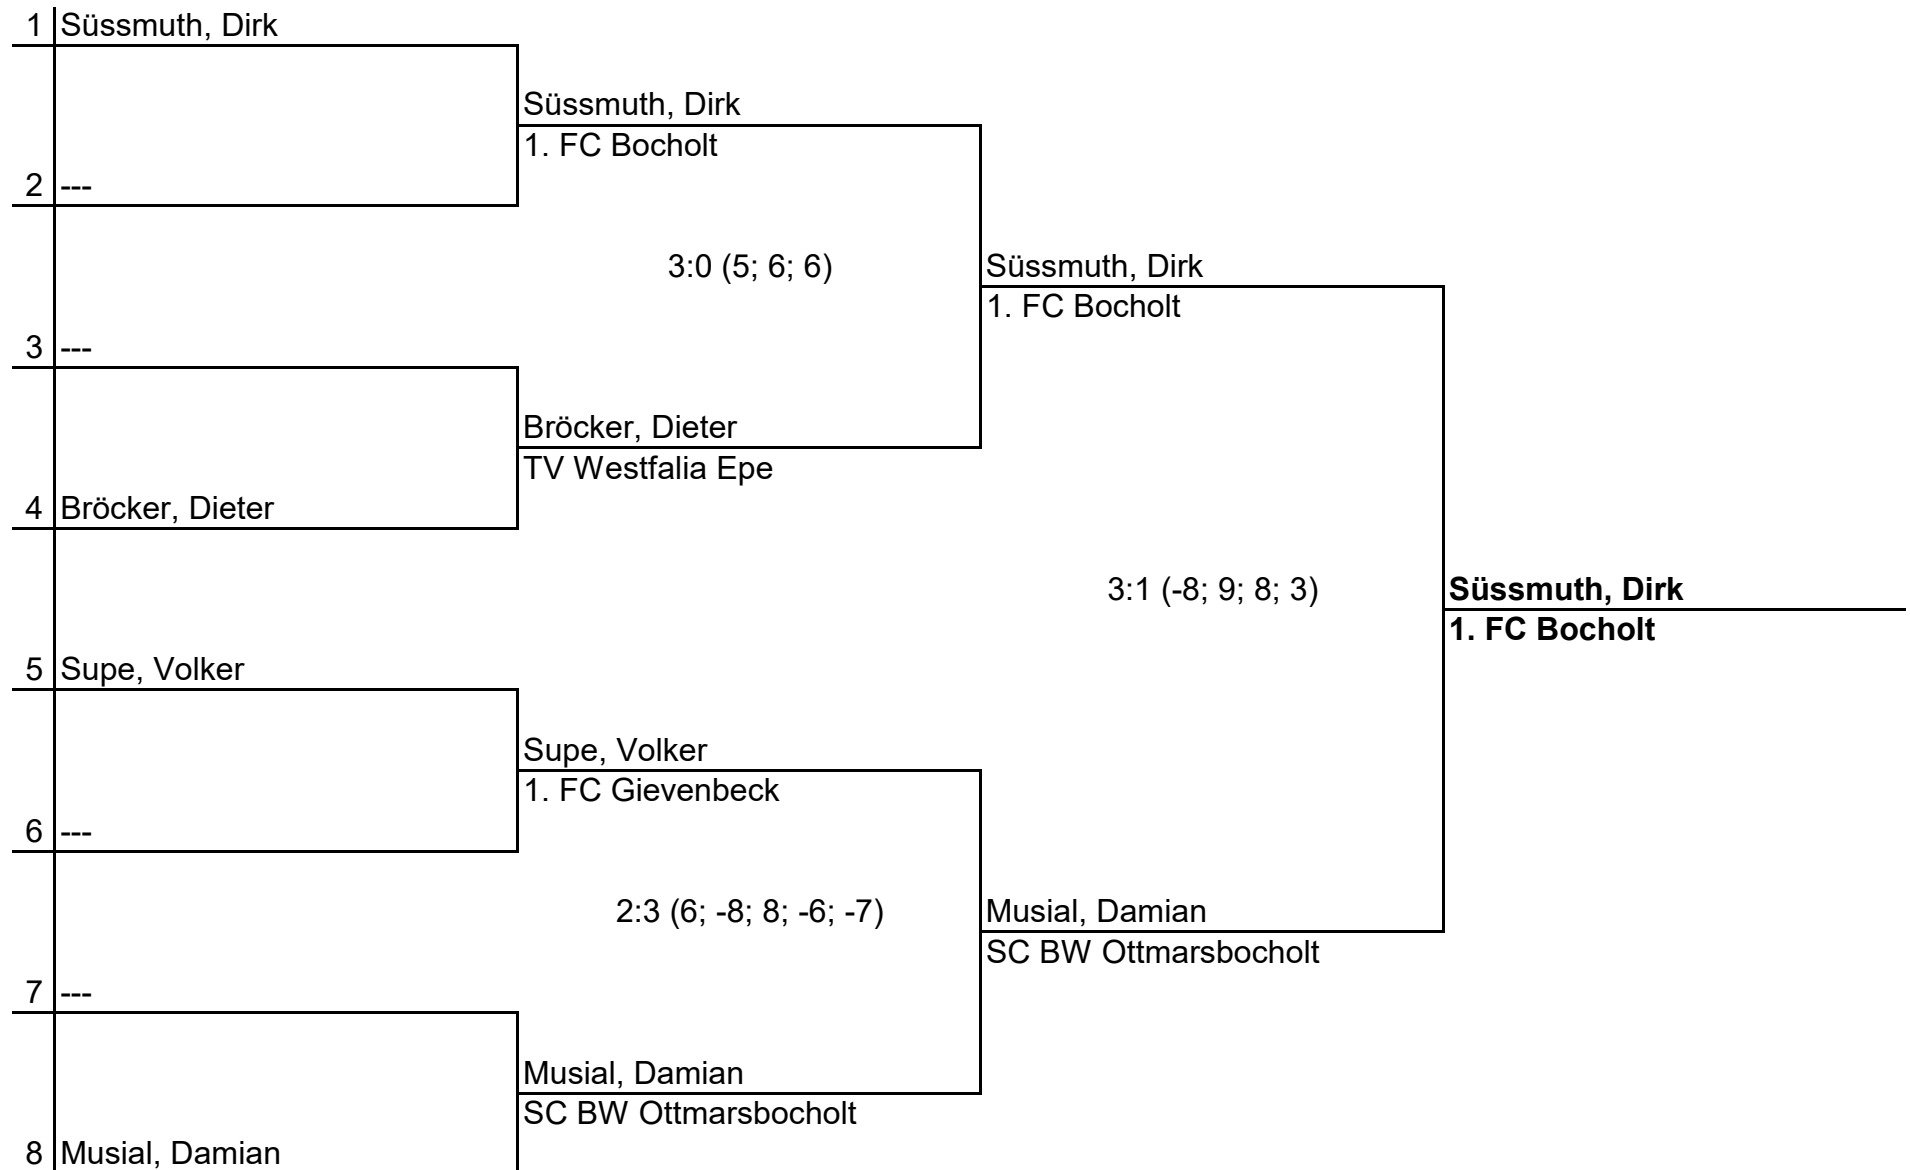 1 Süssmuth, Dirk
Süssmuth, Dirk
1. FC Bocholt
2 ---
3:0 (5; 6; 6)
Süssmuth, Dirk
1. FC Bocholt
3 ---
Bröcker, Dieter
TV Westfalia Epe
4 Bröcker, Dieter
3:1 (-8; 9; 8; 3)
Süssmuth, Dirk
1. FC Bocholt
5 Supe, Volker
Supe, Volker
1. FC Gievenbeck
6 ---
2:3 (6; -8; 8; -6; -7)
Musial, Damian
SC BW Ottmarsbocholt
7 ---
Musial, Damian
SC BW Ottmarsbocholt
8 Musial, Damian